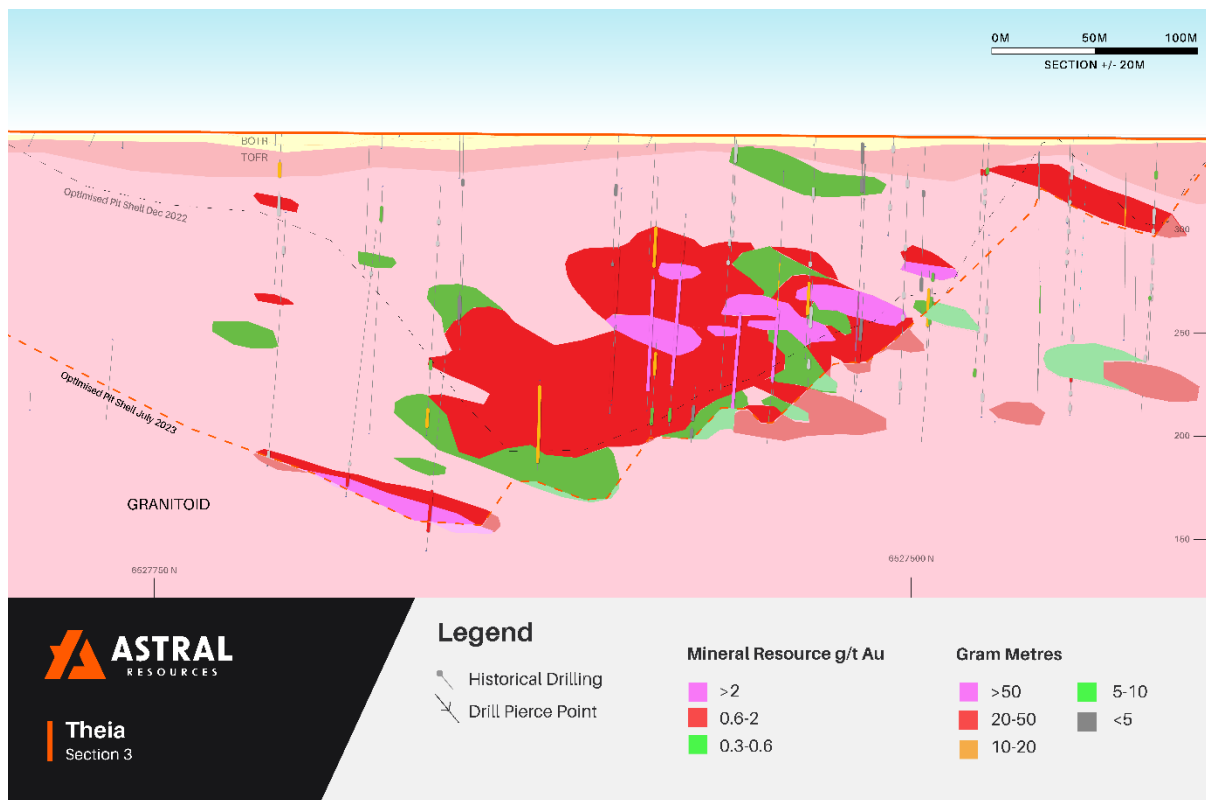 0M 50M 100M
SECTION +/- 20M
BOTR
TOFR
Optimised Pit Shell Dec 2022
300
250
Optimised Pit Shell July 2023
200
GRANITOID
150
6527750 N
6527500 N
ASTRAL
RESOURCES
Theia
Section 3
Legend
Historical Drilling
Drill Pierce Point
Mineral Resource g/t Au
>2
0.6-2
0.3-0.6
Gram Metres
>50
20-50
10-20
5-10
<5